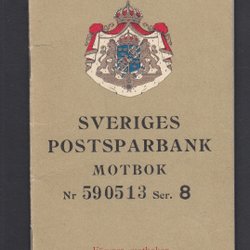 SVERIGES
POSTSPARBANK
MOTBOK
Nr 590513 Ser. 8